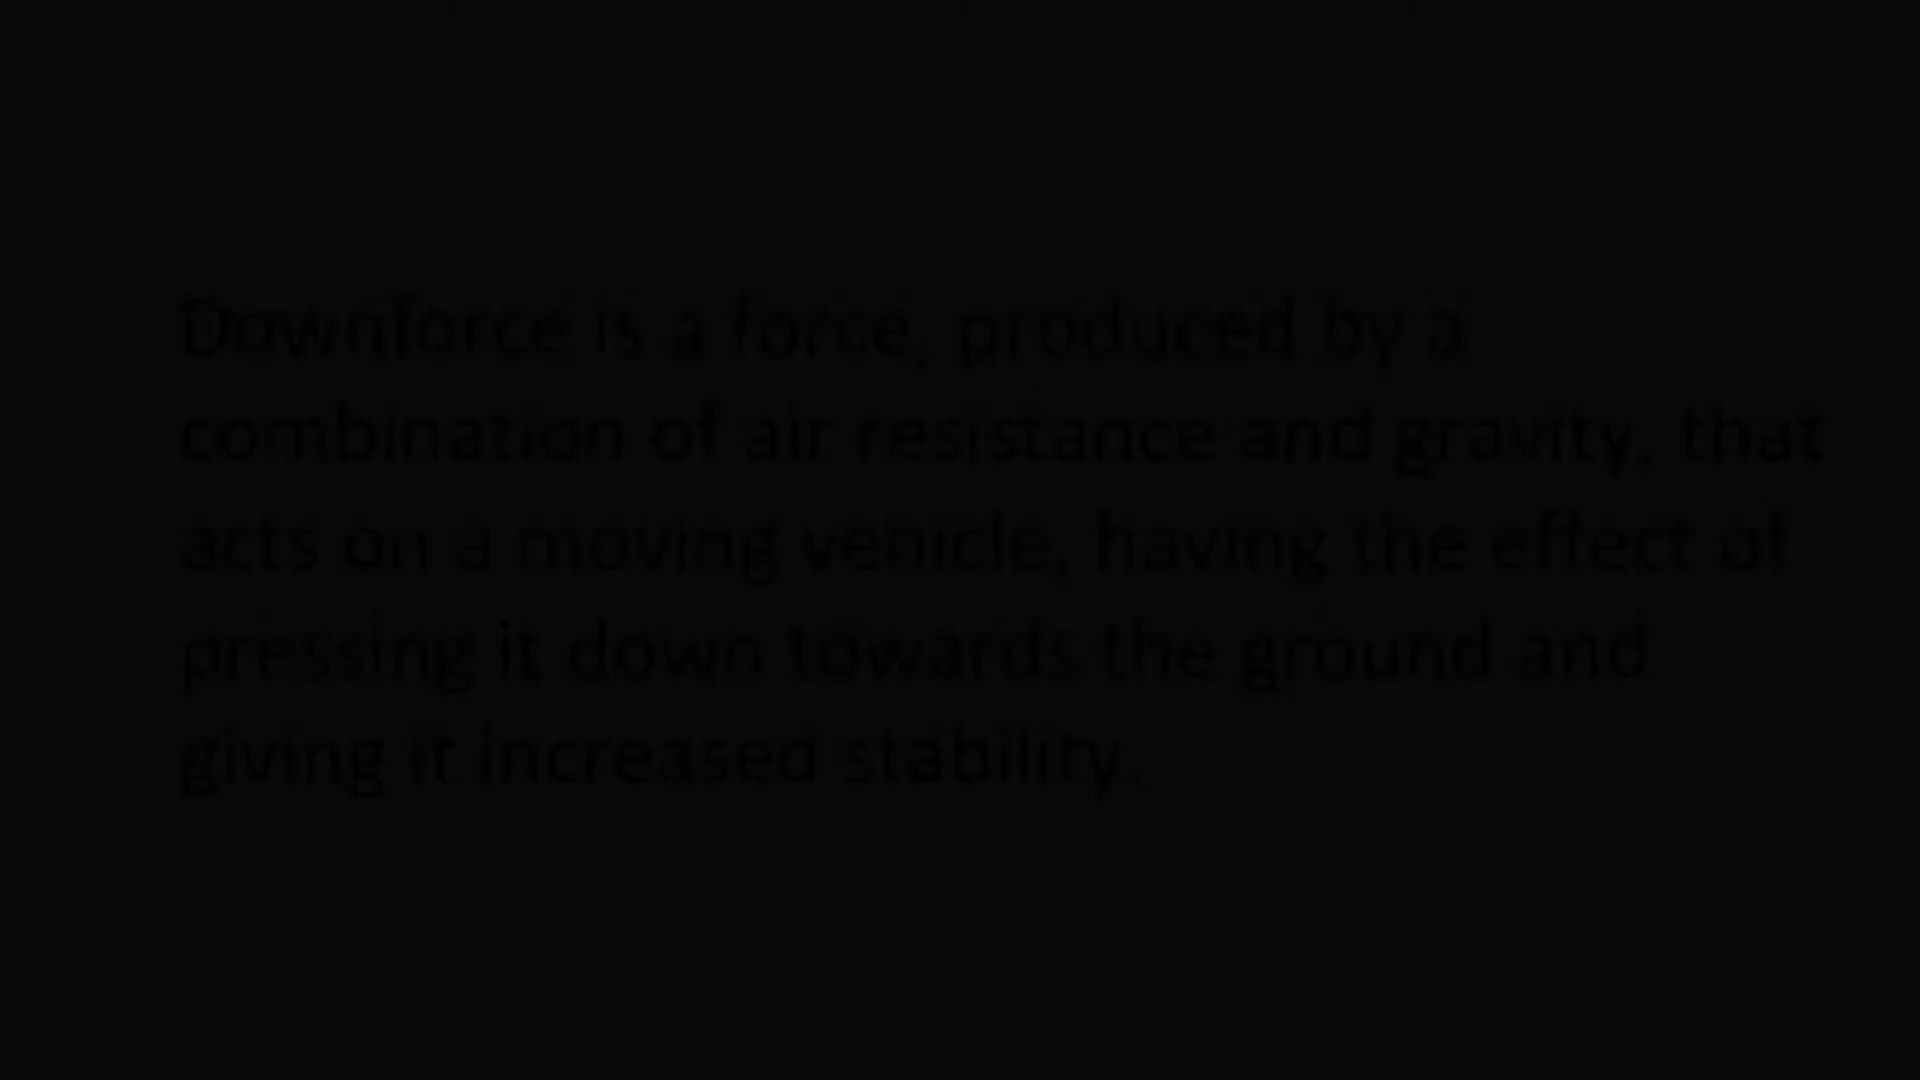 Downforce is a force, produced by a
combination of air resistance and gravity, that
acts on a moving vehicle, having the effect of
pressing it down towards the ground and
giving it increased stability.